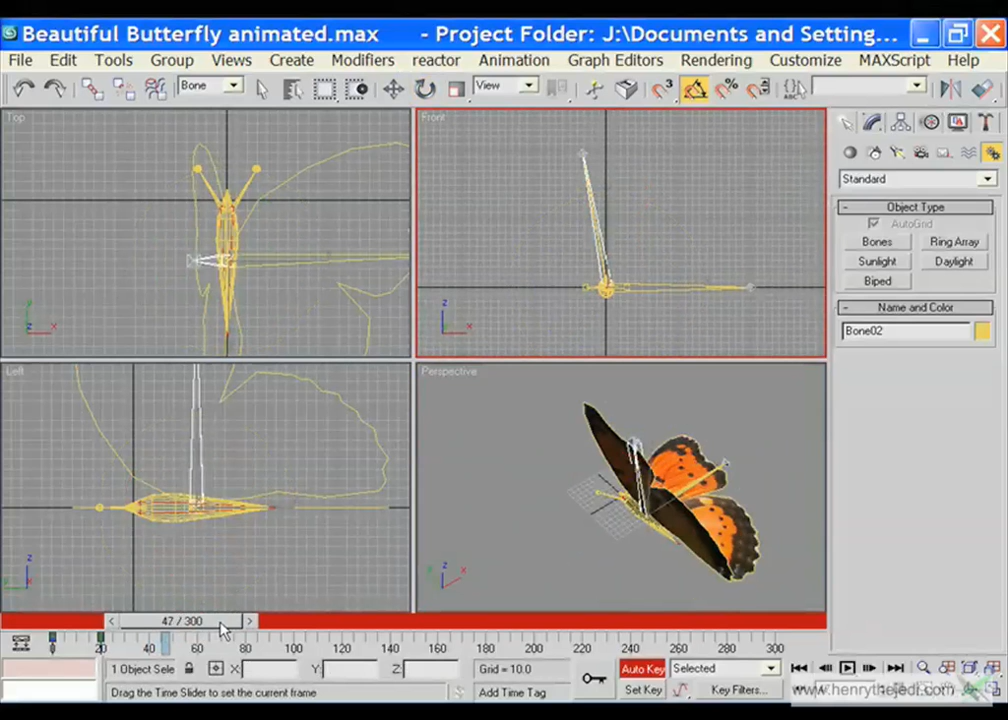 Beautiful Butterfly animated.max - Project Folder: J:\Documents and Setting...
File Edit Tools Group Views Create Modifiers reactor Animation Graph Editors Rendering Customize MAXScript Help
Bone View
Top Front
Standard
Object Type
AutoGrid
Bones Ring Array
Sunlight Daylight
Biped
Name and Color
Bone02
Left Perspective
47 / 300
0 20 40 60 80 100 120 140 160 180 200 220 240 260 280 300
1 Object Sele X: Y: Z: Grid = 10.0 Auto Key Selected
Drag the Time Slider to set the current frame Add Time Tag Set Key Key Filters...
www.henrythejedi.com